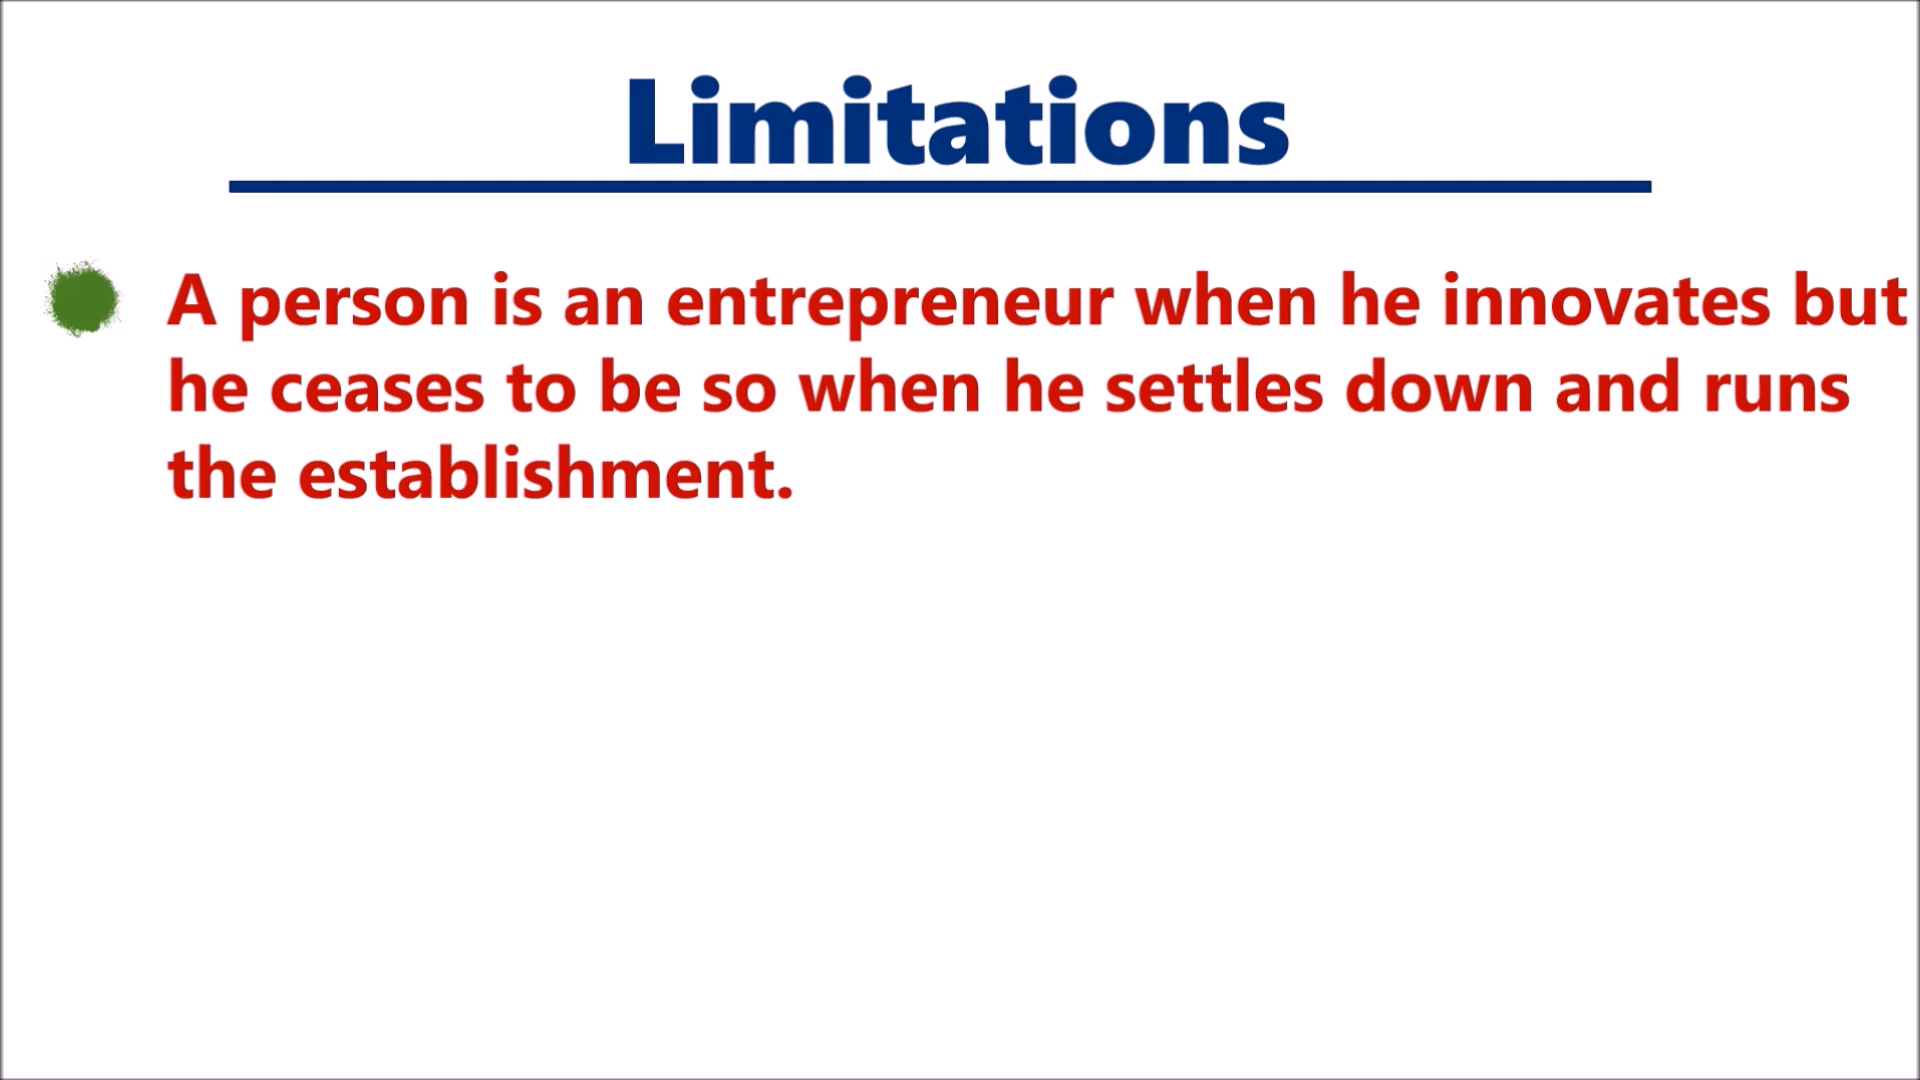 Limitations
A person is an entrepreneur when he innovates but
he ceases to be so when he settles down and runs
the establishment.